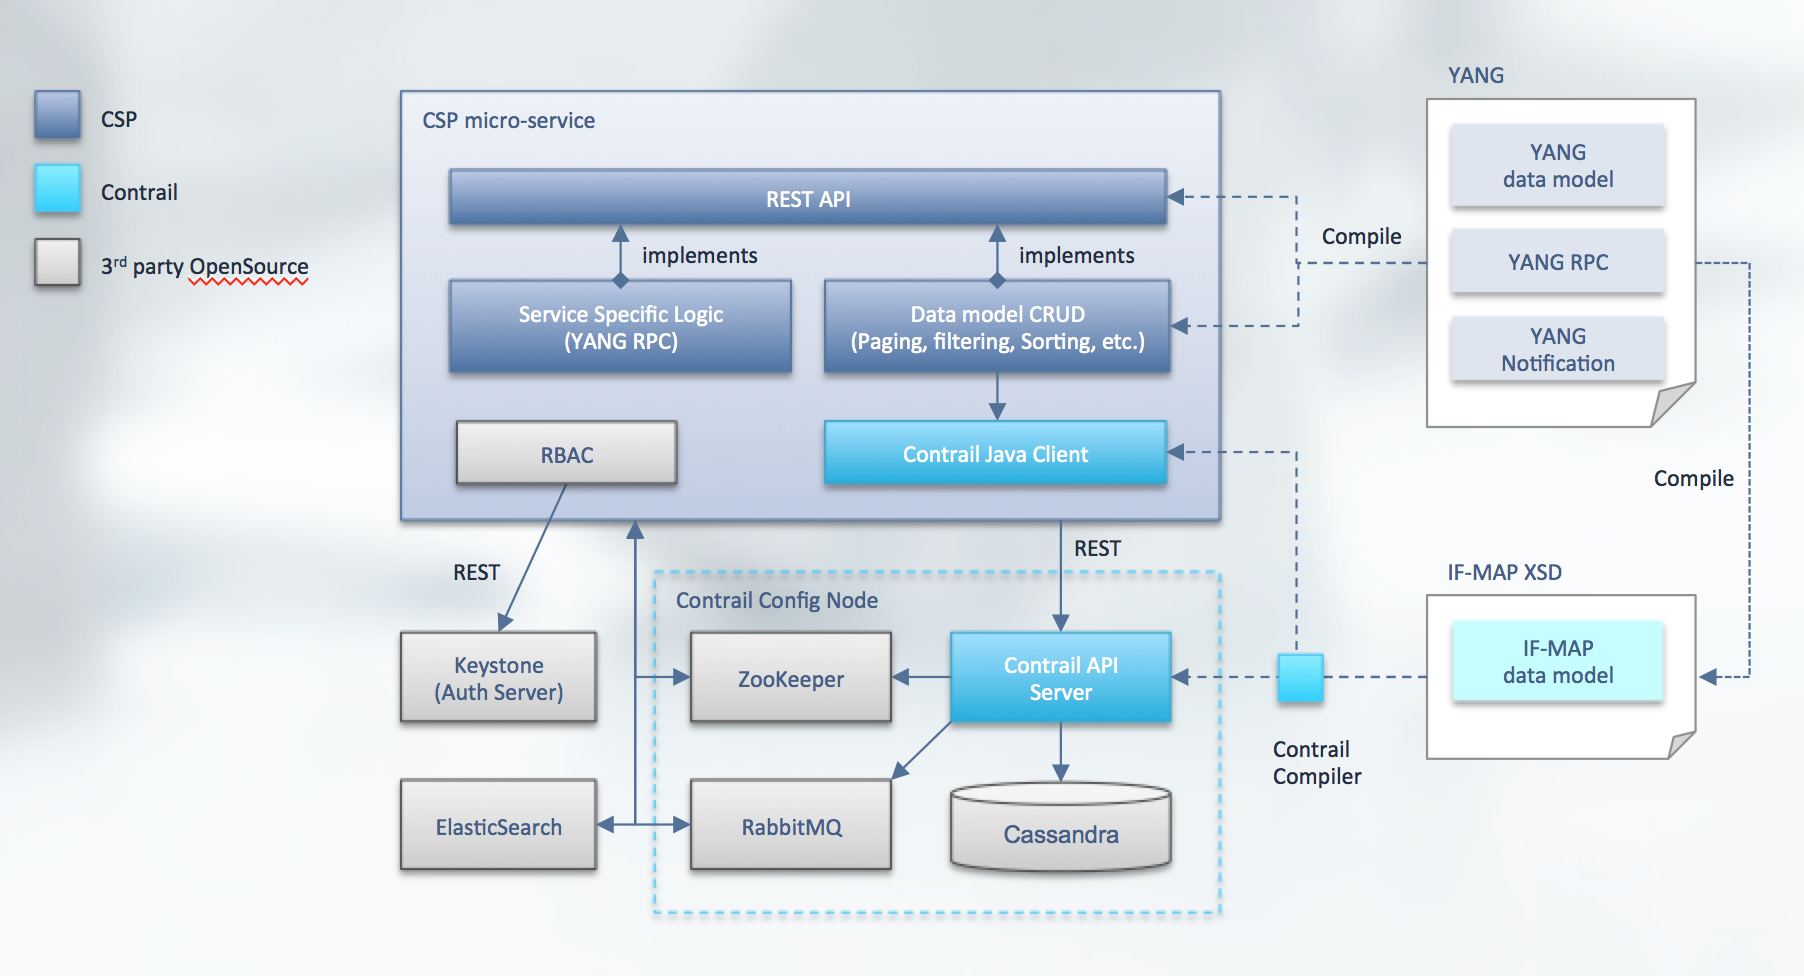 CSP
Contrail
3rd party OpenSource
CSP micro-service
REST API
implements
implements
Service Specific Logic
(YANG RPC)
Data model CRUD
(Paging, filtering, Sorting, etc.)
RBAC
Contrail Java Client
REST
REST
Contrail Config Node
Keystone
(Auth Server)
ZooKeeper
Contrail API
Server
ElasticSearch
RabbitMQ
Cassandra
YANG
YANG
data model
YANG RPC
YANG
Notification
Compile
Compile
IF-MAP XSD
IF-MAP
data model
Contrail
Compiler